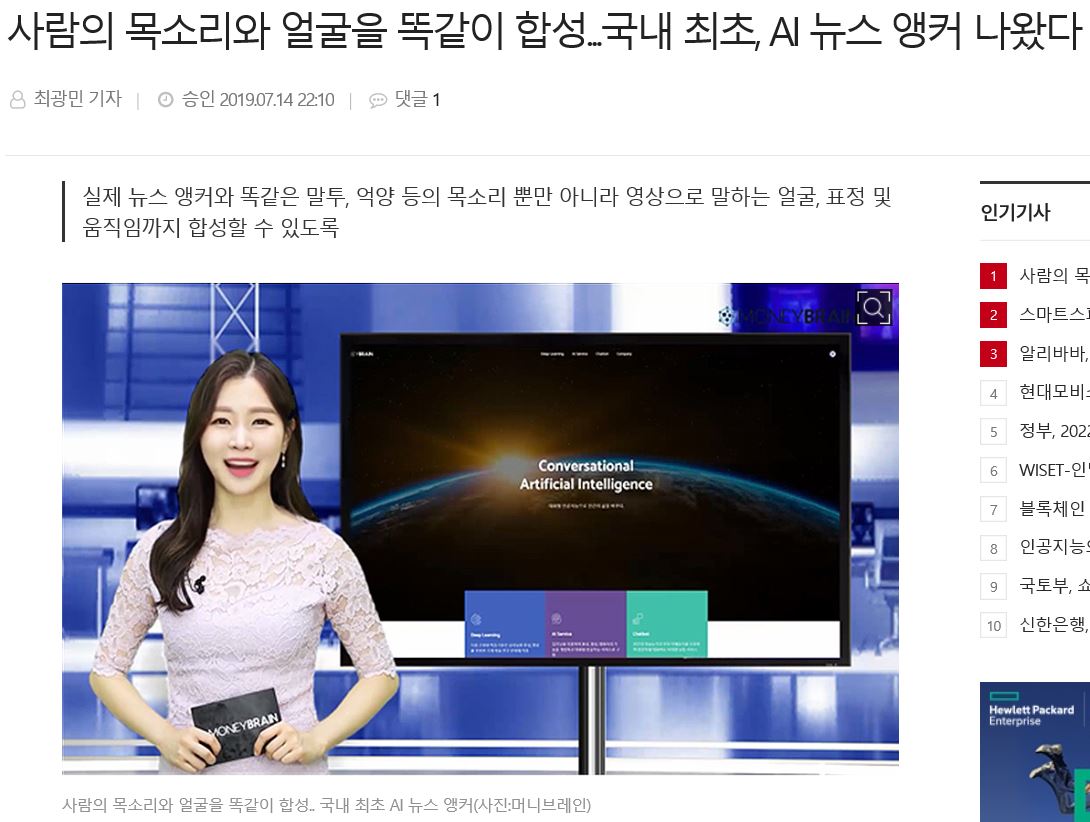 사람의 목소리와 얼굴을 똑같이 합성...국내 최초, AI 뉴스 앵커 나왔다
최광민 기자
승인 2019.07.14 22:10
댓글 1
실제 뉴스 앵커와 똑같은 말투, 억양 등의 목소리 뿐만 아니라 영상으로 말하는 얼굴, 표정 및
움직임까지 합성할 수 있도록
MONEYBRAIN
Deep Learning AI Service Chatbot Company
Conversational
Artificial Intelligence
Deep Learning
AI Service
Chatbot
MONEYBRAIN
사람의 목소리와 얼굴을 똑같이 합성.. 국내 최초 AI 뉴스 앵커(사진:머니브레인)
인기기사
1 사람의 목
2 스마트스
3 알리바바,
4 현대모비
5 정부, 202
6 WISET-인
7 블록체인
8 인공지능
9 국토부, 쇼
10 신한은행,
Hewlett Packard
Enterprise